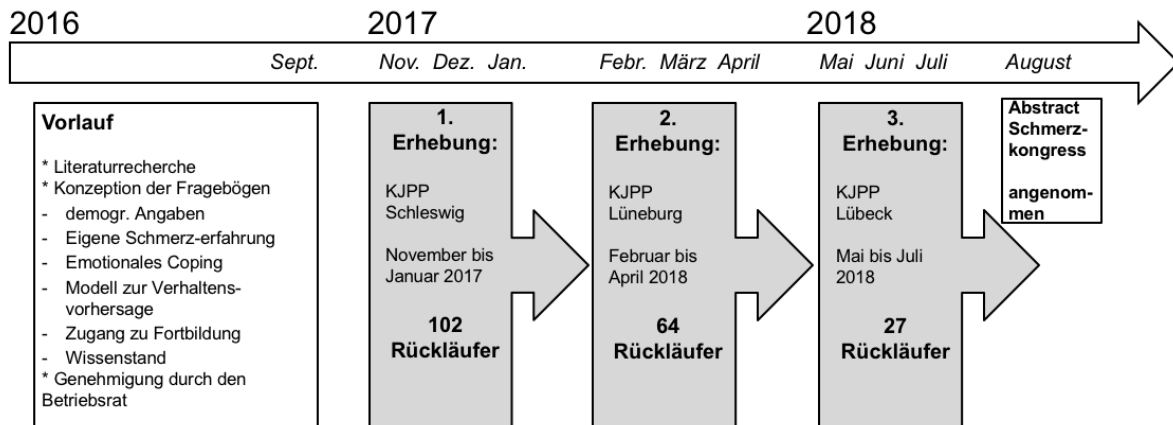 2016 2017 2018
Sept. Nov. Dez. Jan. Febr. März April Mai Juni Juli August
Vorlauf
* Literaturrecherche
* Konzeption der Fragebögen
- demogr. Angaben
- Eigene Schmerz-erfahrung
- Emotionales Coping
- Modell zur Verhaltens-
vorhersage
- Zugang zu Fortbildung
- Wissenstand
* Genehmigung durch den
Betriebsrat
1.
Erhebung:
KJPP
Schleswig
November bis
Januar 2017
102
Rückläufer
2.
Erhebung:
KJPP
Lüneburg
Februar bis
April 2018
64
Rückläufer
3.
Erhebung:
KJPP
Lübeck
Mai bis Juli
2018
27
Rückläufer
Abstract
Schmerz-
kongress
angenom-
men